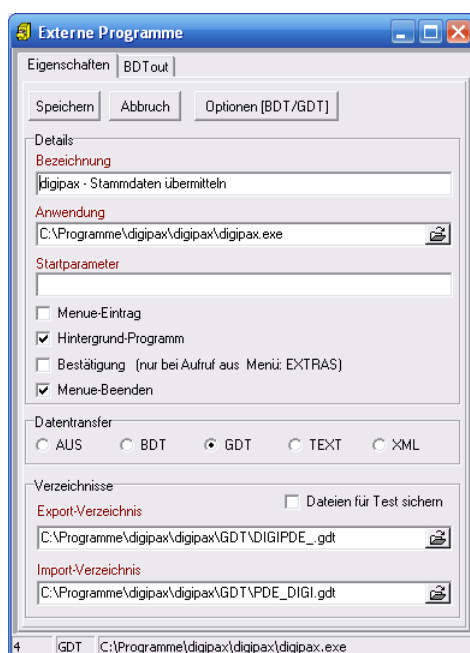 Externe Programme
Eigenschaften BDTout
Speichern Abbruch Optionen [BDT/GDT]
Details
Bezeichnung
digipax - Stammdaten übermitteln
Anwendung
C:\Programme\digipax\digipax\digipax.exe
Startparameter
Menue-Eintrag
Hintergrund-Programm
Bestätigung (nur bei Aufruf aus Menü: EXTRAS)
Menue-Beenden
Datentransfer
AUS BDT GDT TEXT XML
Verzeichnisse
Dateien für Test sichern
Export-Verzeichnis
C:\Programme\digipax\digipax\GDT\DIGIPDE_.gdt
Import-Verzeichnis
C:\Programme\digipax\digipax\GDT\PDE_DIGI.gdt
4 GDT C:\Programme\digipax\digipax\digipax.exe